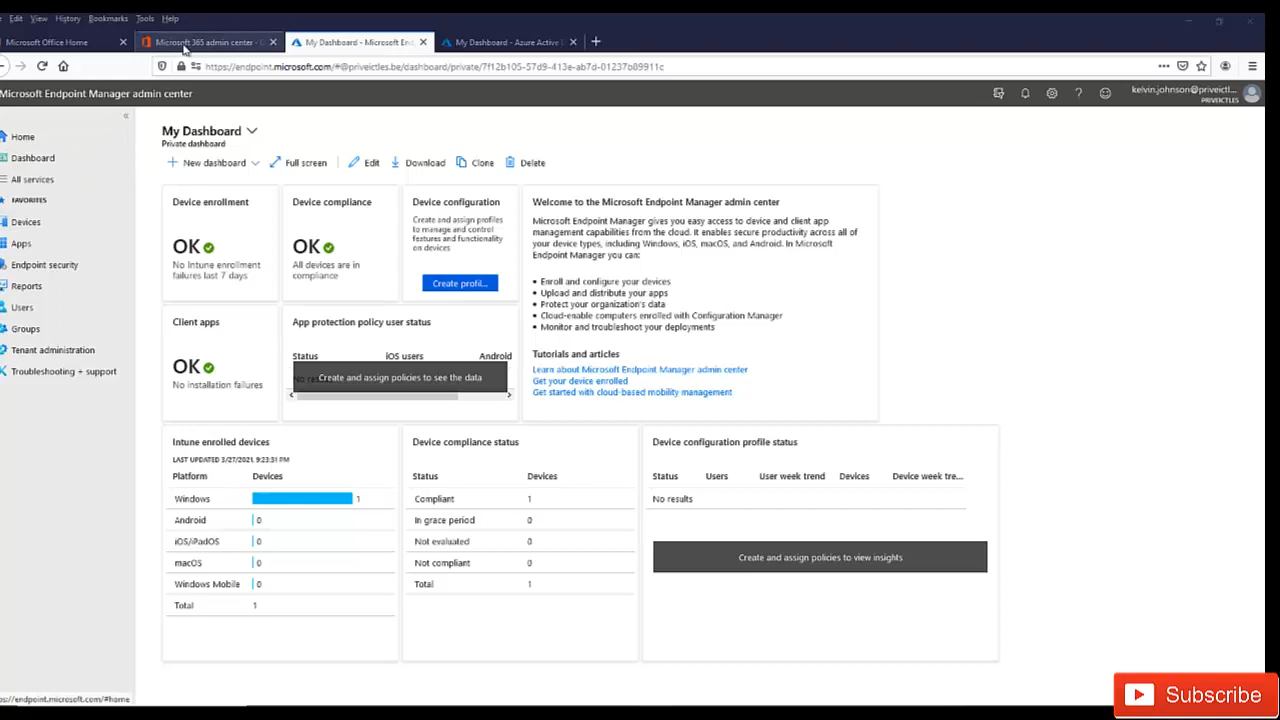 Edit View History Bookmarks Tools Help
Microsoft Office Home
Microsoft 365 admin center -
My Dashboard - Microsoft End
My Dashboard - Azure Active
https://endpoint.microsoft.com/#@priveictles.be/dashboard/private/7f12b105-57d9-413e-ab7d-01237b89911c
Microsoft Endpoint Manager admin center
kelvin.johnson@priveictl...
PRIVEICTLES
Home
Dashboard
All services
FAVORITES
Devices
Apps
Endpoint security
Reports
Users
Groups
Tenant administration
Troubleshooting + support
My Dashboard
Private dashboard
New dashboard Full screen Edit Download Clone Delete
Device enrollment
OK
No Intune enrollment
failures last 7 days
Device compliance
OK
All devices are in
compliance
Device configuration
Create and assign profiles
to manage and control
features and functionality
on devices
Create profil...
Welcome to the Microsoft Endpoint Manager admin center
Microsoft Endpoint Manager gives you easy access to device and client app
management capabilities from the cloud. It enables secure productivity across all
of your device types, including Windows, iOS, macOS, and Android. In Microsoft
Endpoint Manager you can:
• Enroll and configure your devices
• Upload and distribute your apps
• Protect your organization's data
• Cloud-enable computers enrolled with Configuration Manager
• Monitor and troubleshoot your deployments
Tutorials and articles
Learn about Microsoft Endpoint Manager admin center
Get your device enrolled
Get started with cloud-based mobility management
Client apps
OK
No installation failures
App protection policy user status
Status iOS users Android
Create and assign policies to see the data
Intune enrolled devices
LAST UPDATED 3/27/2021, 9:23:31 PM
Platform Devices
Windows 1
Android 0
iOS/iPadOS 0
macOS 0
Windows Mobile 0
Total 1
Device compliance status
Status Devices
Compliant 1
In grace period 0
Not evaluated 0
Not compliant 0
Total 1
Device configuration profile status
Status Users User week trend Devices Device week tre...
No results
Create and assign policies to view insights
ps://endpoint.microsoft.com/#home
Subscribe